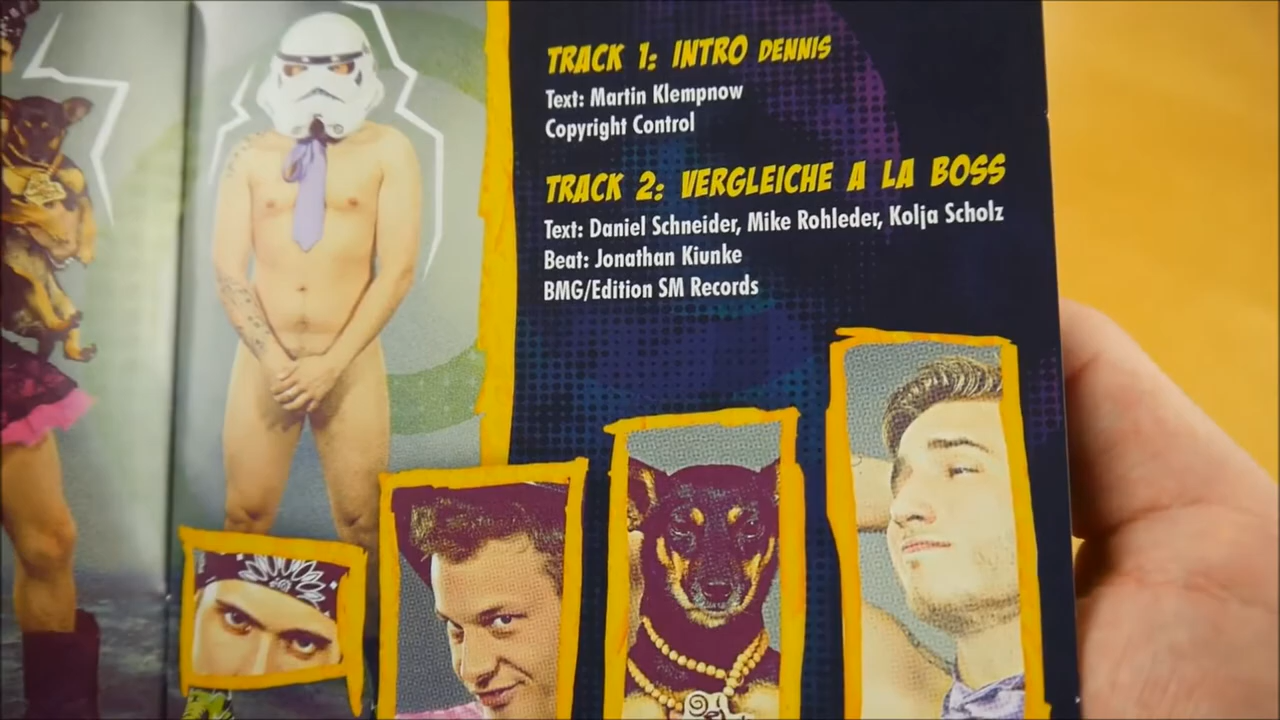 TRACK 1: INTRO DENNIS
Text: Martin Klempnow
Copyright Control
TRACK 2: VERGLEICHE A LA BOSS
Text: Daniel Schneider, Mike Rohleder, Kolja Scholz
Beat: Jonathan Kiunke
BMG/Edition SM Records